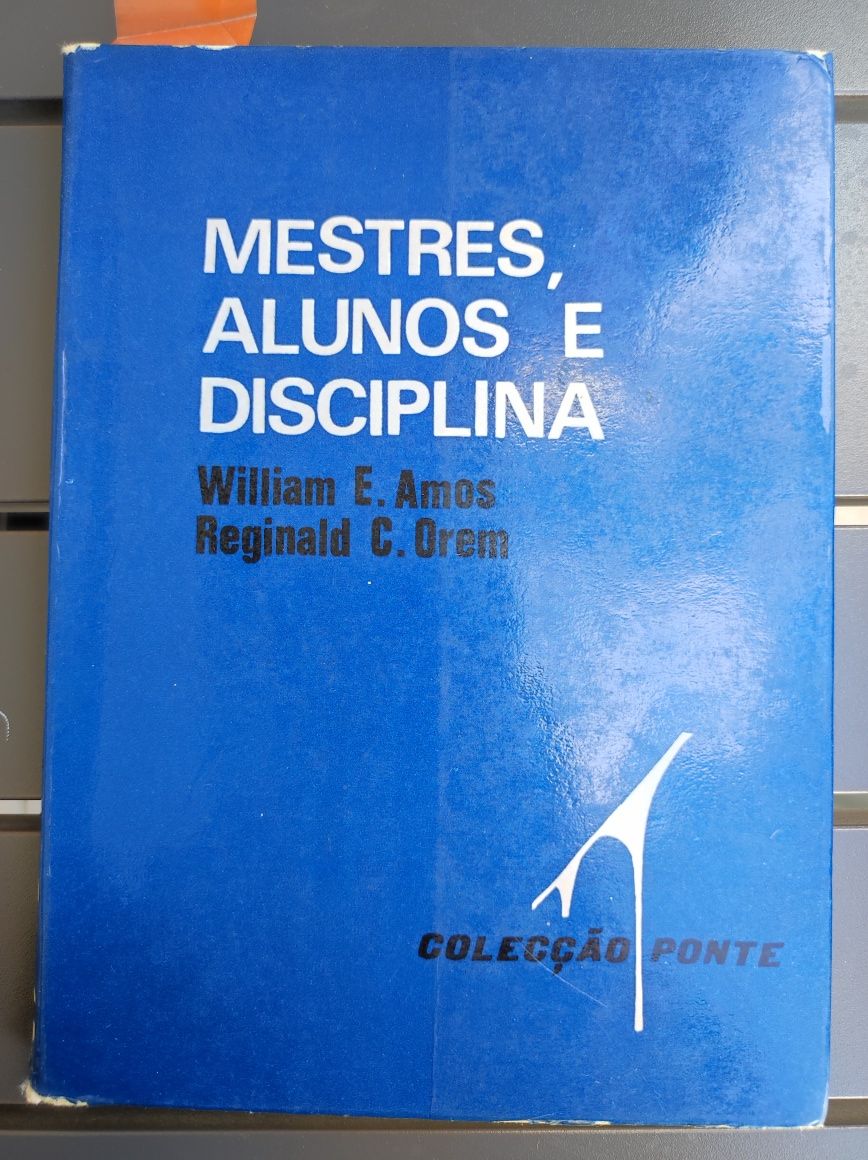 MESTRES,
ALUNOS E
DISCIPLINA
William E. Amos
Reginald C. Orem
COLECÇÃO PONTE